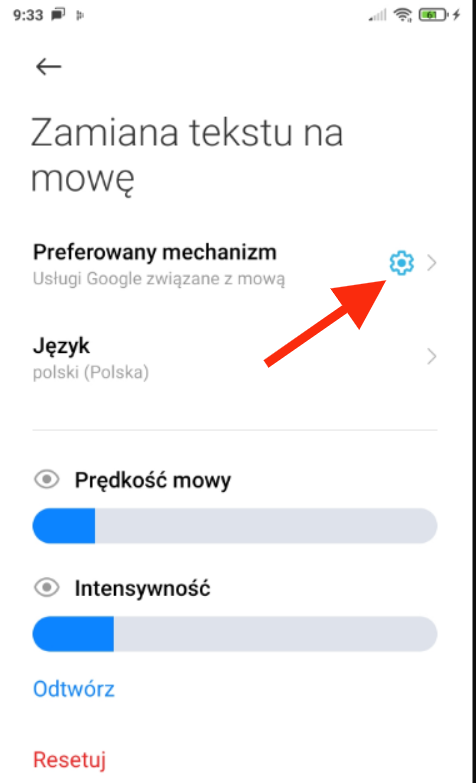 9:33
61
Zamiana tekstu na
mowę
Preferowany mechanizm
Usługi Google związane z mową
Język
polski (Polska)
Prędkość mowy
Intensywność
Odtwórz
Resetuj